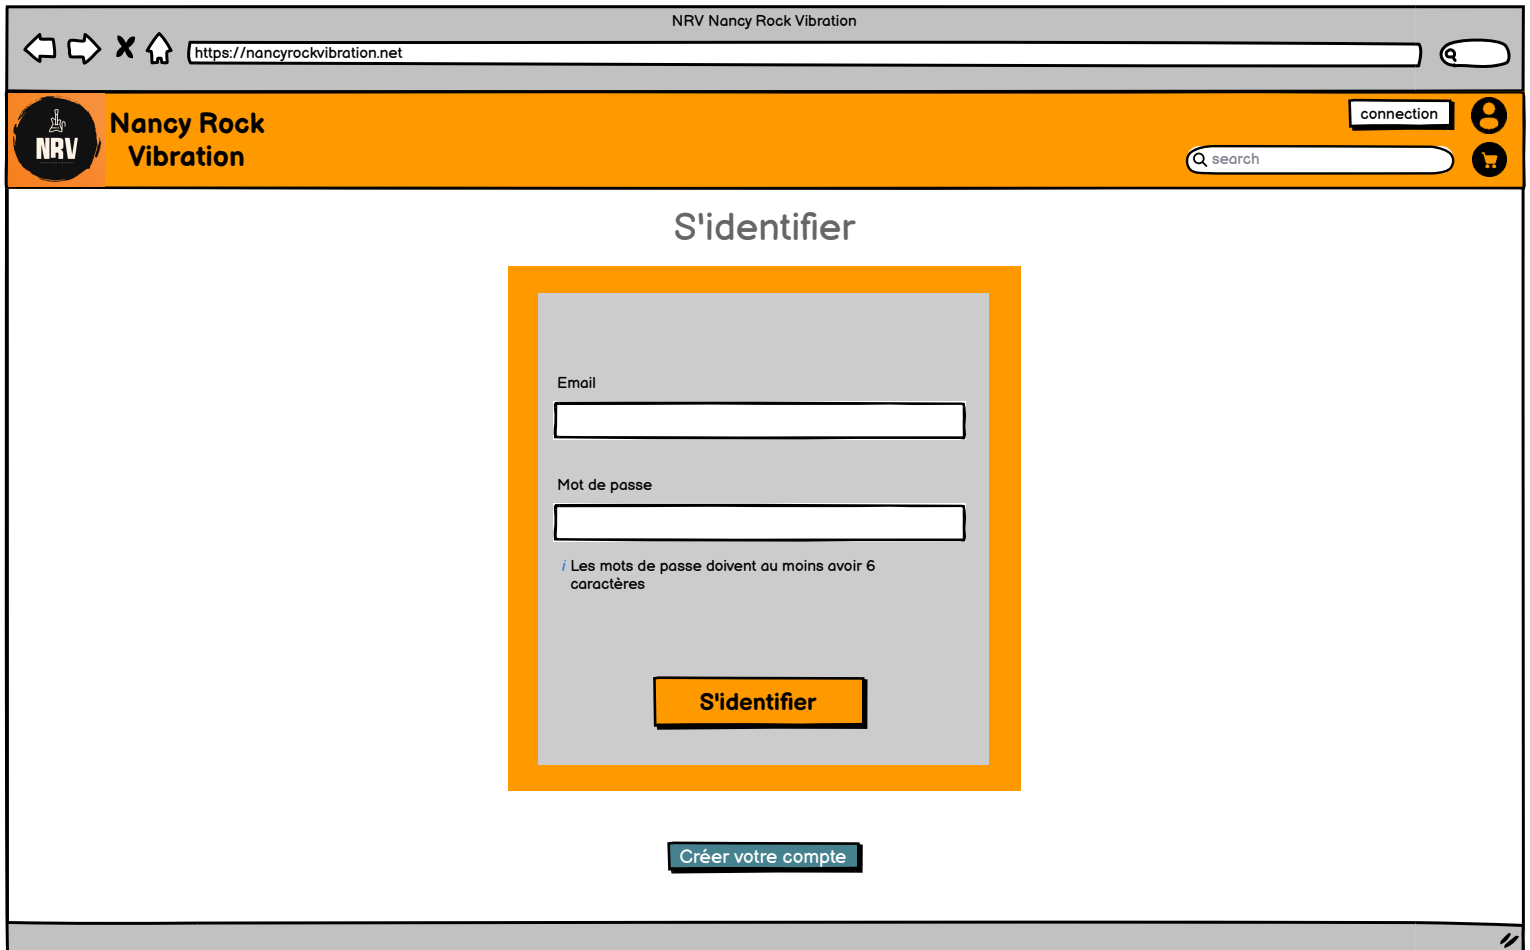 NRV Nancy Rock Vibration
https://nancyrockvibration.net
NRV
Nancy Rock
Vibration
connection
search
S'identifier
Email
Mot de passe
i Les mots de passe doivent au moins avoir 6
caractères
S'identifier
Créer votre compte